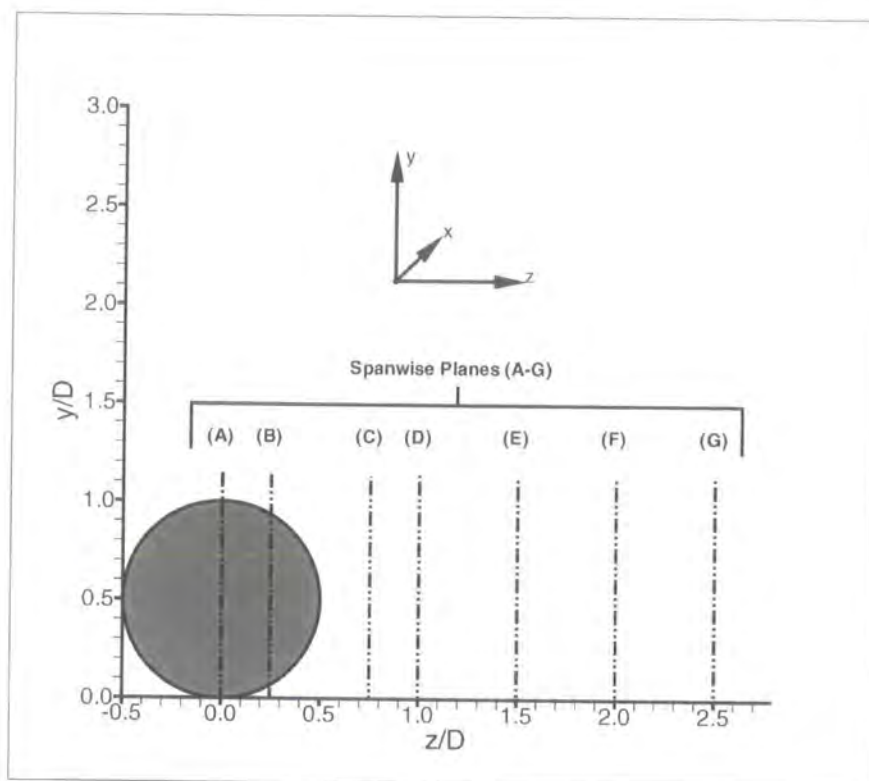 3.0
y
2.5
x
z
2.0
Spanwise Planes (A-G)
y/D
1.5
(A) (B) (C) (D) (E) (F) (G)
1.0
0.5
0.0
-0.5 0.0 0.5 1.0 1.5 2.0 2.5
z/D